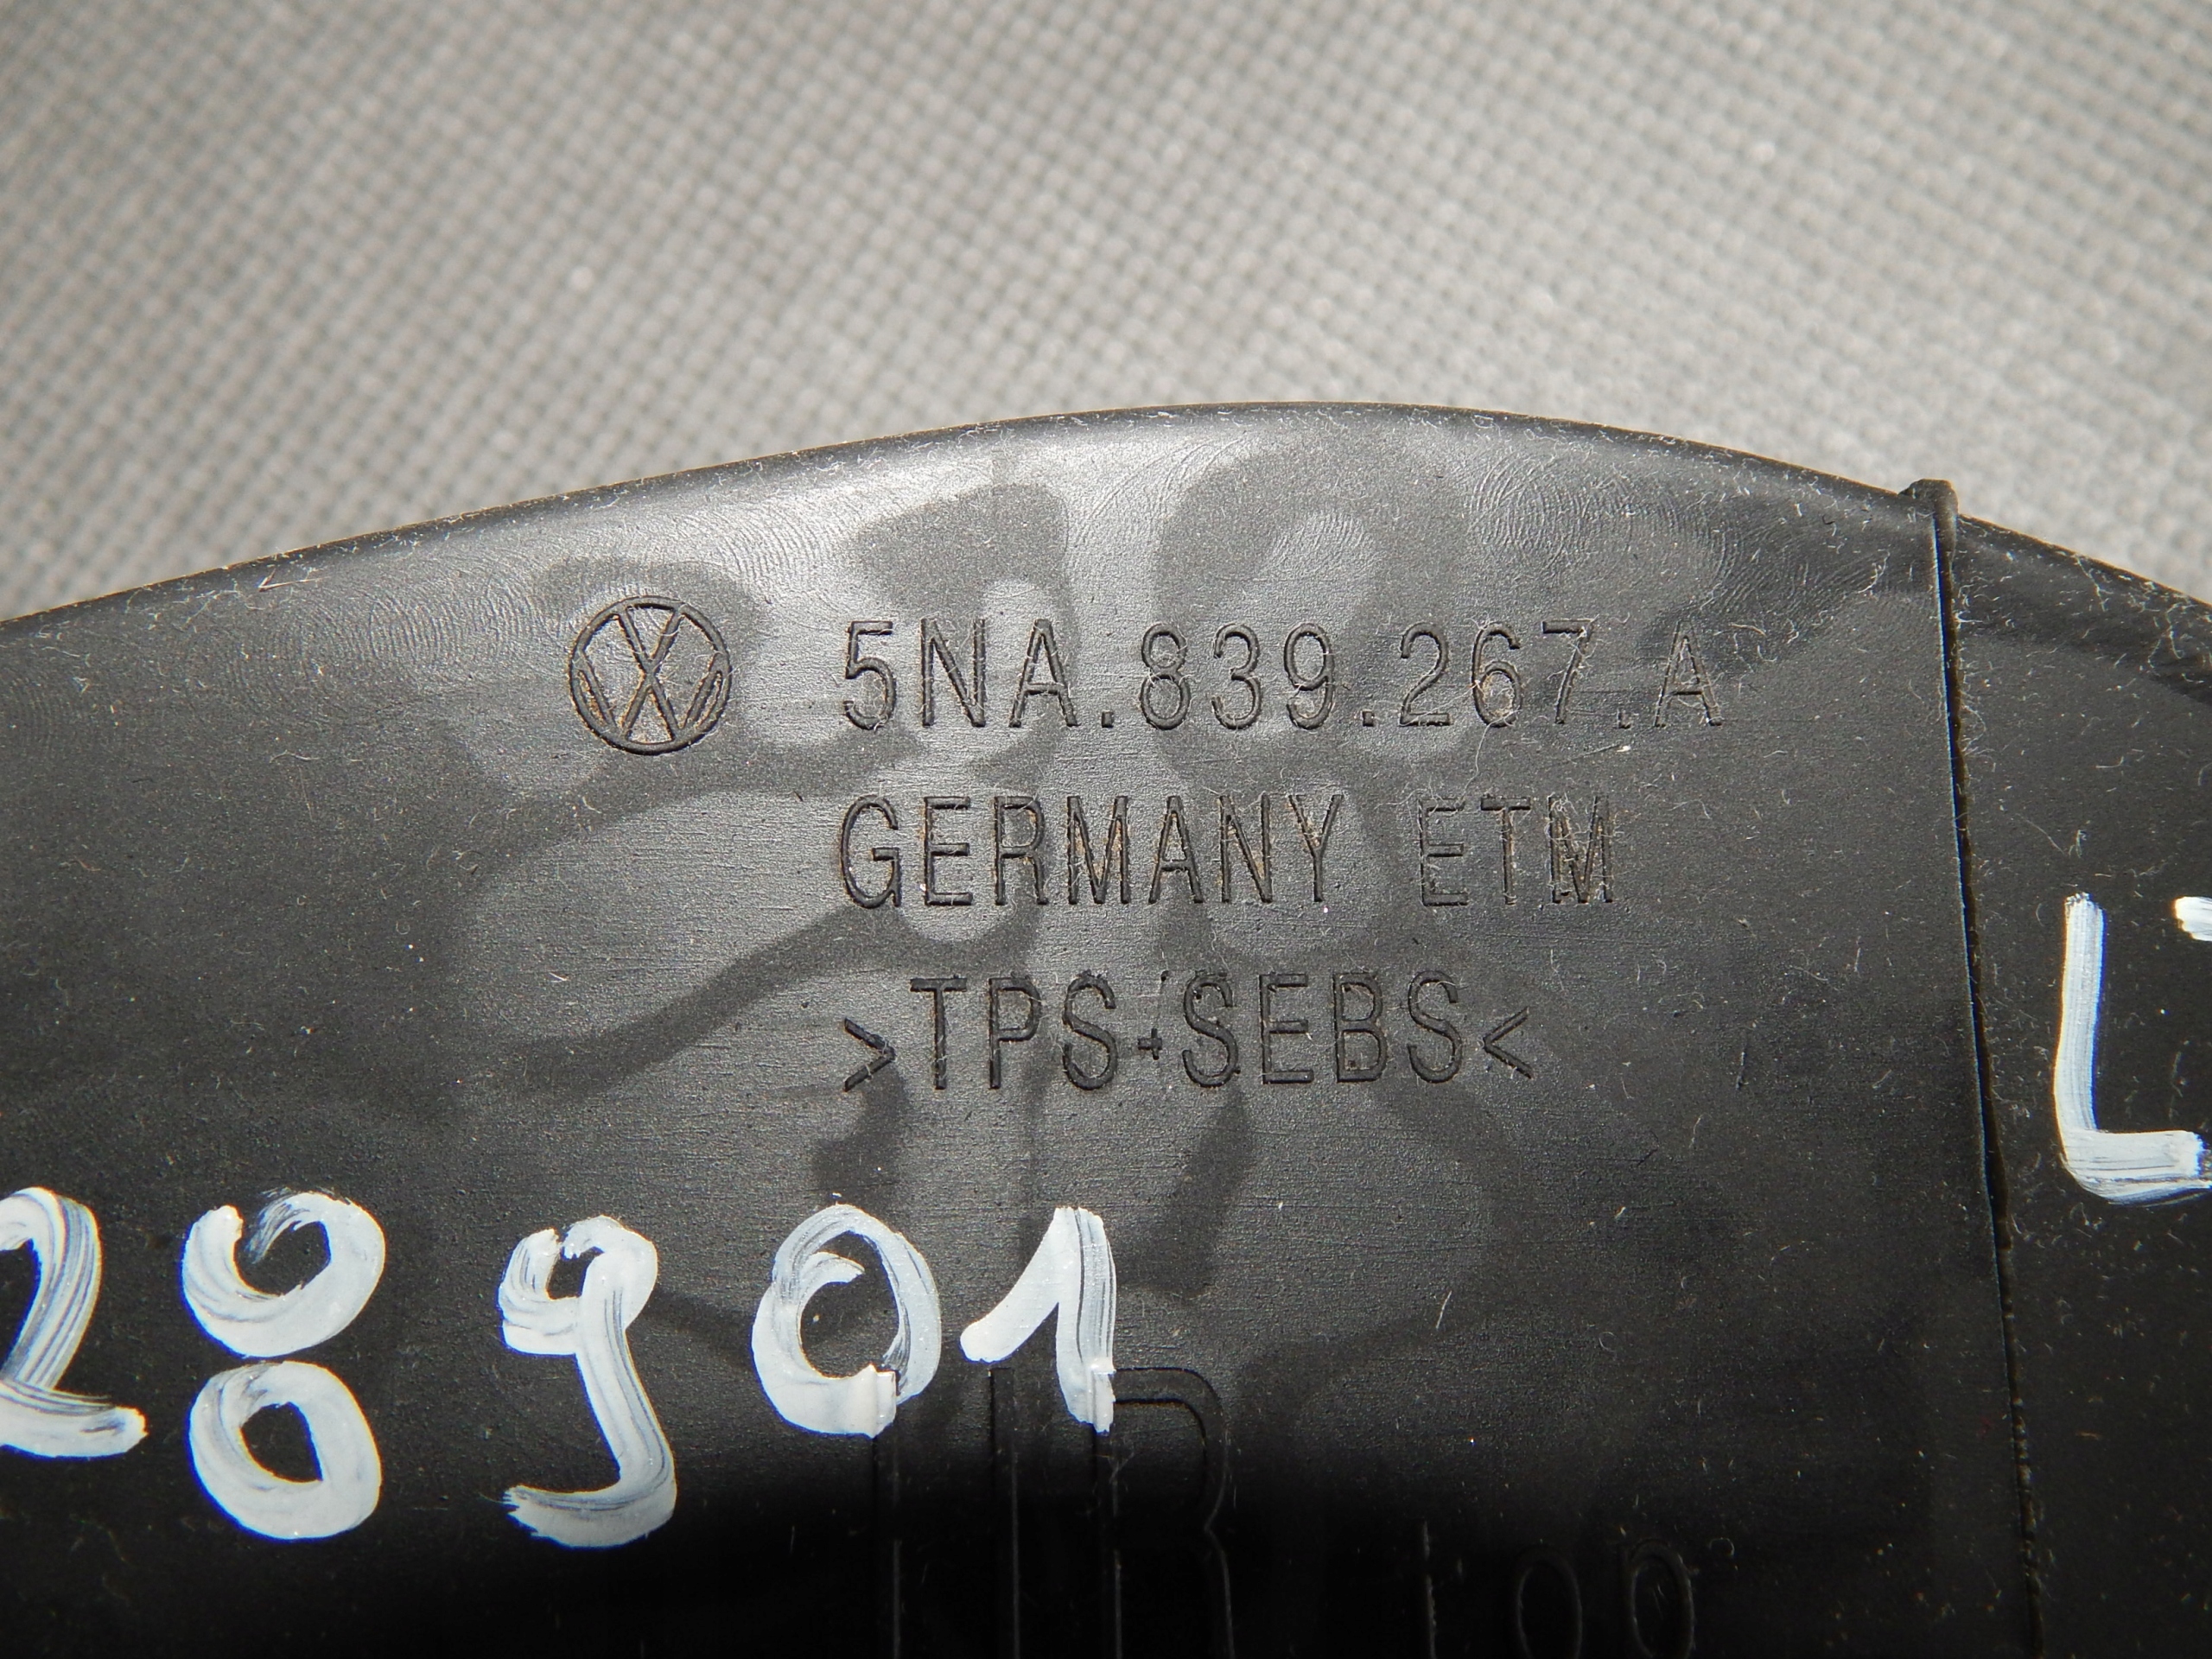 5NA.839.267.A
GERMANY ETM
>TPS+SEBS<
28901